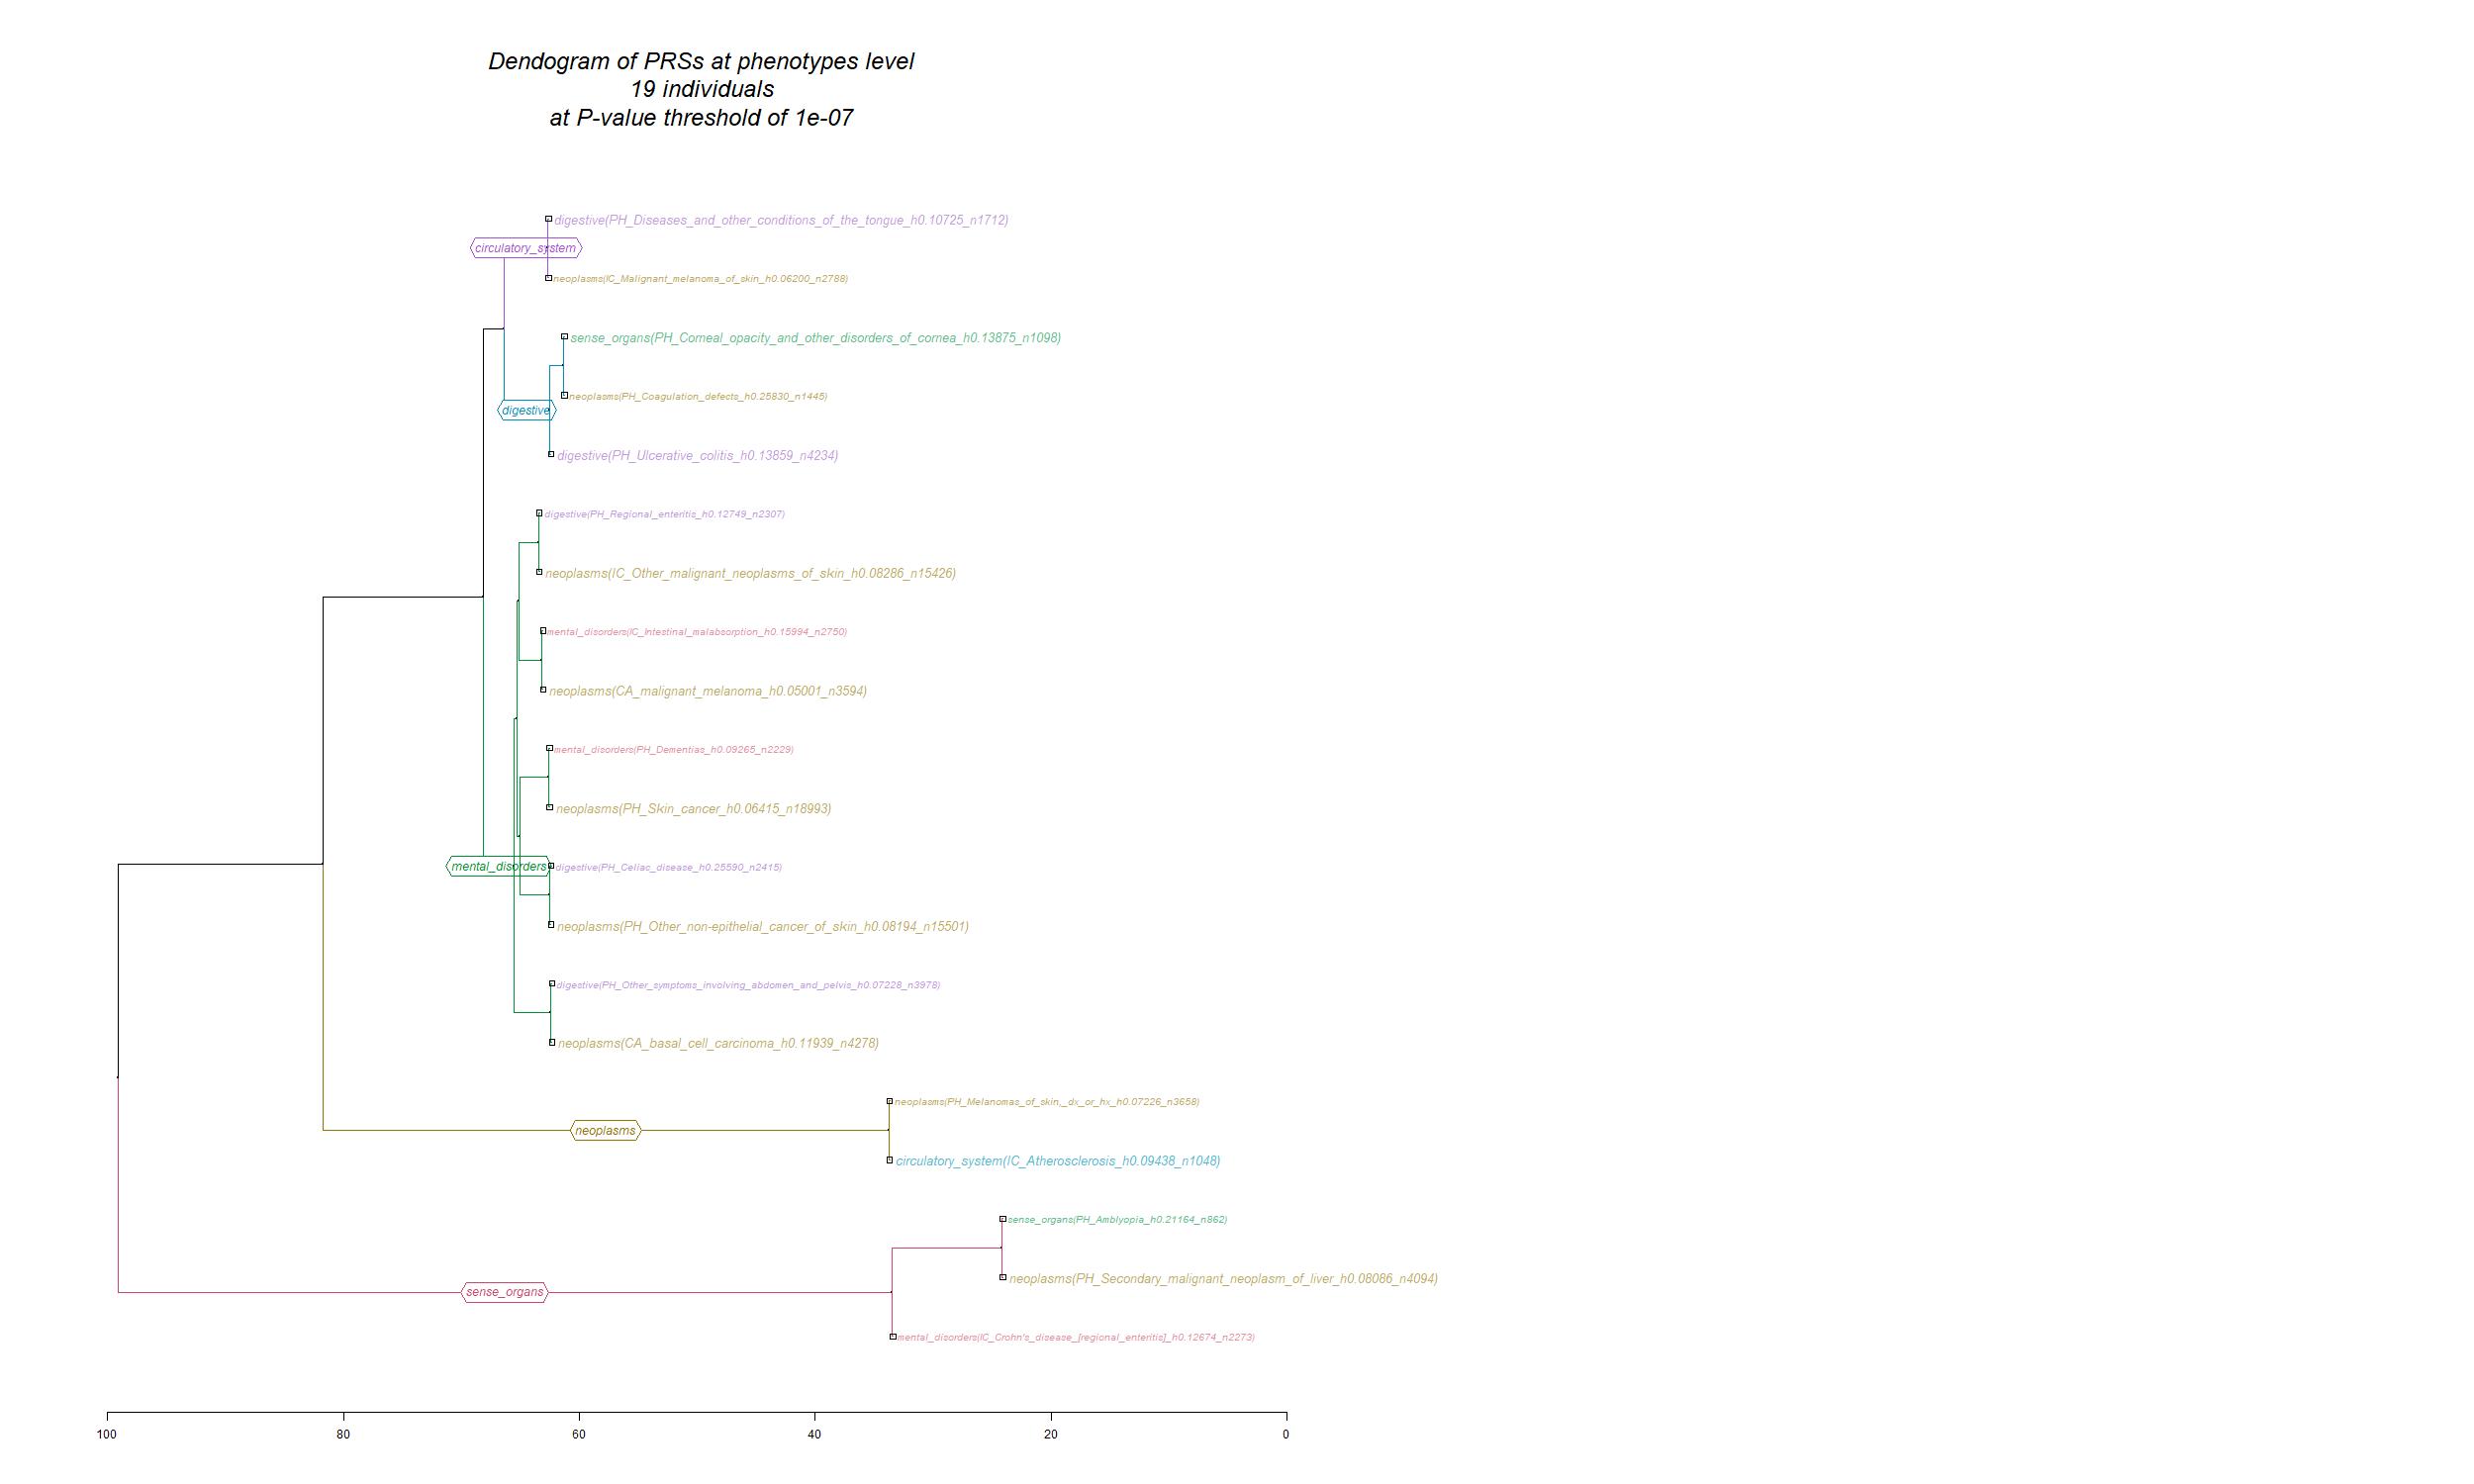 Dendogram of PRSs at phenotypes level
19 individuals
at P-value threshold of 1e-07
digestive(PH_Diseases_and_other_conditions_of_the_tongue_h0.10725_n1712)
circulatory_system
neoplasms(IC_Malignant_melanoma_of_skin_h0.06200_n2788)
sense_organs(PH_Corneal_opacity_and_other_disorders_of_cornea_h0.13875_n1098)
neoplasms(PH_Coagulation_defects_h0.25830_n1445)
digestive
digestive(PH_Ulcerative_colitis_h0.13859_n4234)
digestive(PH_Regional_enteritis_h0.12749_n2307)
neoplasms(IC_Other_malignant_neoplasms_of_skin_h0.08286_n15426)
mental_disorders(IC_Intestinal_malabsorption_h0.15994_n2750)
neoplasms(CA_malignant_melanoma_h0.05001_n3594)
mental_disorders(PH_Dementias_h0.09265_n2229)
neoplasms(PH_Skin_cancer_h0.06415_n18993)
mental_disorders
digestive(PH_Celiac_disease_h0.25590_n2415)
neoplasms(PH_Other_non-epithelial_cancer_of_skin_h0.08194_n15501)
digestive(PH_Other_symptoms_involving_abdomen_and_pelvis_h0.07228_n3978)
neoplasms(CA_basal_cell_carcinoma_h0.11939_n4278)
neoplasms(PH_Melanomas_of_skin,_dx_or_hx_h0.07226_n3658)
neoplasms
circulatory_system(IC_Atherosclerosis_h0.09438_n1048)
sense_organs(PH_Amblyopia_h0.21164_n862)
neoplasms(PH_Secondary_malignant_neoplasm_of_liver_h0.08086_n4094)
sense_organs
mental_disorders(IC_Crohn's_disease_[regional_enteritis]_h0.12674_n2273)
100 80 60 40 20 0